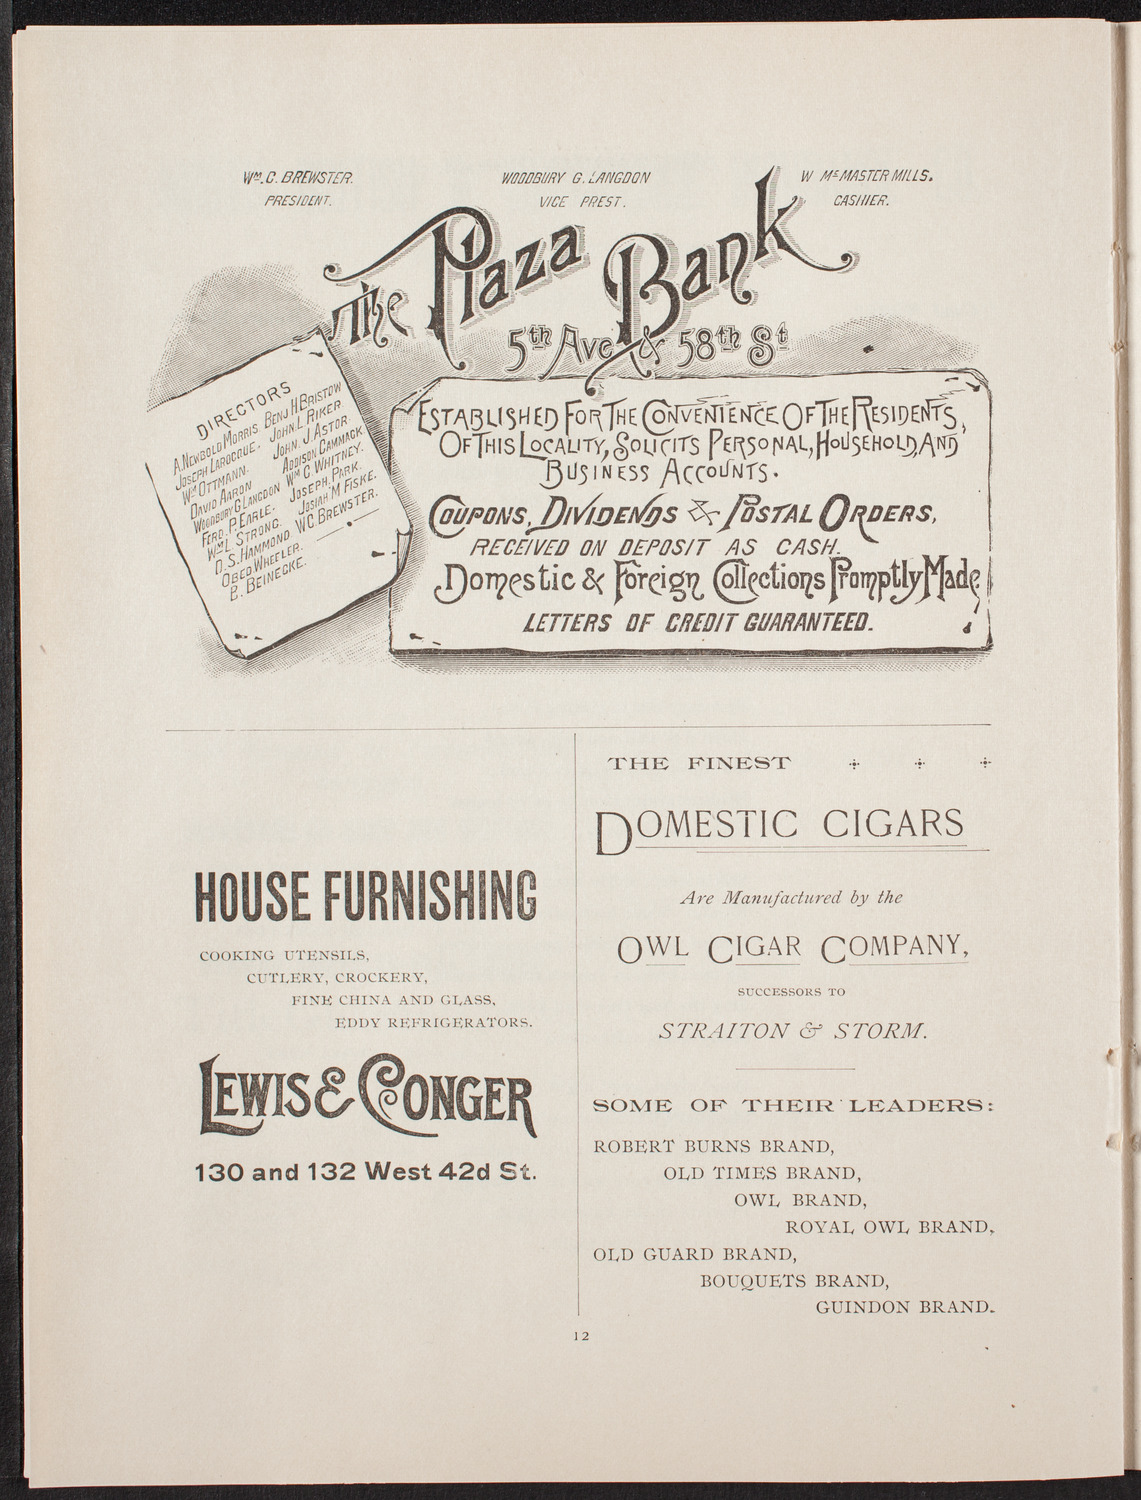 WM. C. BREWSTER.
PRESIDENT.
WOODBURY G. LANGDON
VICE PREST.
W McMASTER MILLS.
CASHIER.
The Plaza Bank
5th Ave & 58th St
DIRECTORS
A. NEWBOLD MORRIS. BENJ H BRISTOW
JOSEPH LAROCQUE. JOHN. L. RIKER.
WM OTTMANN. JOHN. J. ASTOR.
DAVID AARON ADDISON CAMMACK
WOODBURY G LANGDON WM C WHITNEY.
FERD. P. EARLE. JOSEPH. PARK.
WM L STRONG. JOSIAH M FISKE.
O. S. HAMMOND. W C. BREWSTER.
OBED. WHEELER.
B. BEINECKE.
ESTABLISHED FOR THE CONVENTENCE OF THE RESIDENTS,
OF THIS LOCALITY, SOLICITS PERSONAL, HOUSEHOLD, AND
BUSINESS ACCOUNTS.
COUPONS, DIVIDENDS & POSTAL ORDERS,
RECEIVED ON DEPOSIT AS CASH.
Domestic & Foreign Collections Promptly Made
LETTERS OF CREDIT GUARANTEED.
HOUSE FURNISHING
COOKING UTENSILS,
CUTLERY, CROCKERY,
FINE CHINA AND GLASS,
EDDY REFRIGERATORS.
LEWIS & CONGER
130 and 132 West 42d St.
THE FINEST
DOMESTIC CIGARS
Are Manufactured by the
OWL CIGAR COMPANY,
SUCCESSORS TO
STRAITON & STORM.
SOME OF THEIR LEADERS:
ROBERT BURNS BRAND,
OLD TIMES BRAND,
OWL BRAND,
ROYAL OWL BRAND,
OLD GUARD BRAND,
BOUQUETS BRAND,
GUINDON BRAND.
12